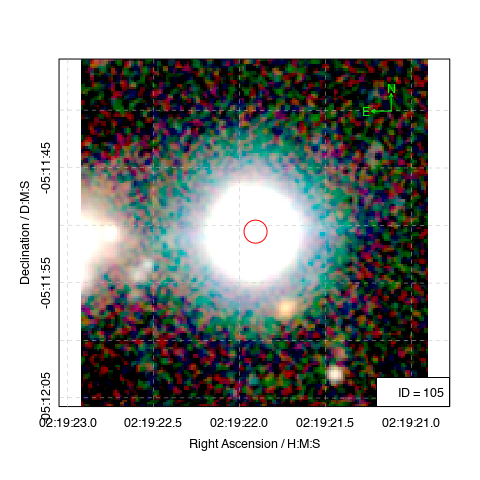 N
E
Declination / D:M:S
-05:11:45
-05:11:55
-05:12:05
ID = 105
02:19:23.0 02:19:22.5 02:19:22.0 02:19:21.5 02:19:21.0
Right Ascension / H:M:S